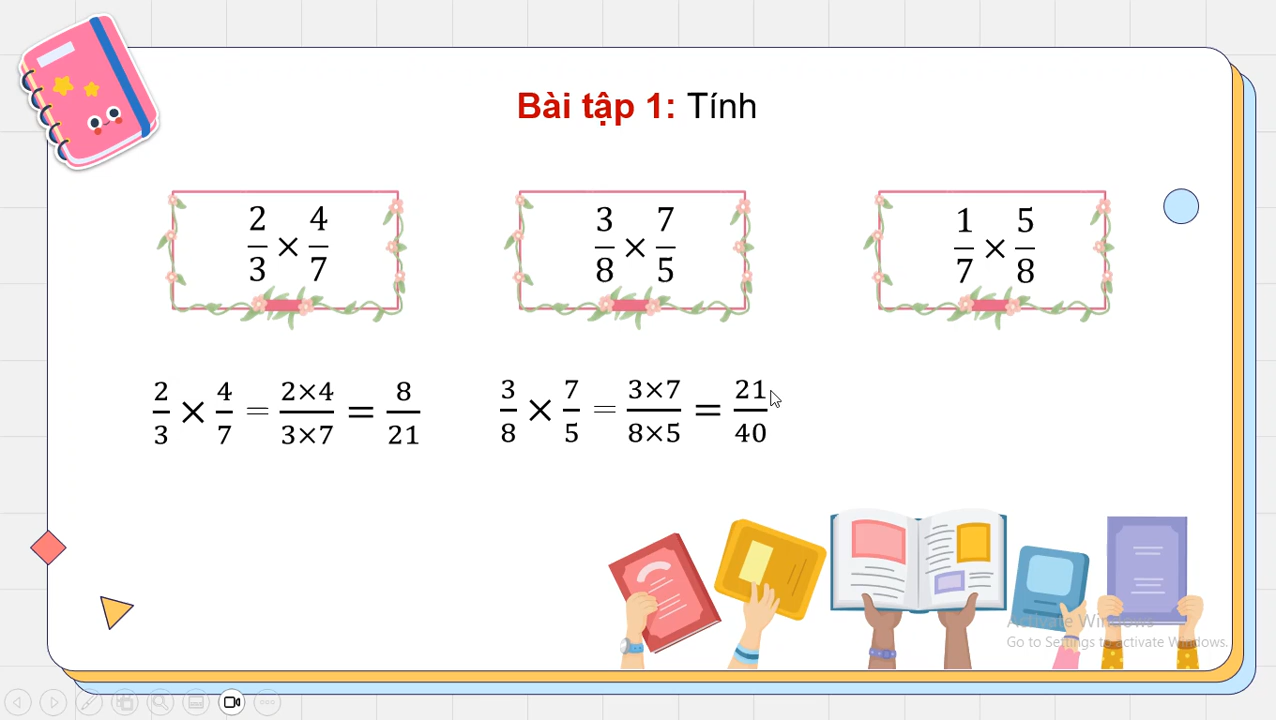 Bài tập 1: Tính
2/3 × 4/7
3/8 × 7/5
1/7 × 5/8
2/3 × 4/7 = 2×4/3×7 = 8/21
3/8 × 7/5 = 3×7/8×5 = 21/40
Activate Windows
Go to Settings to activate Windows.